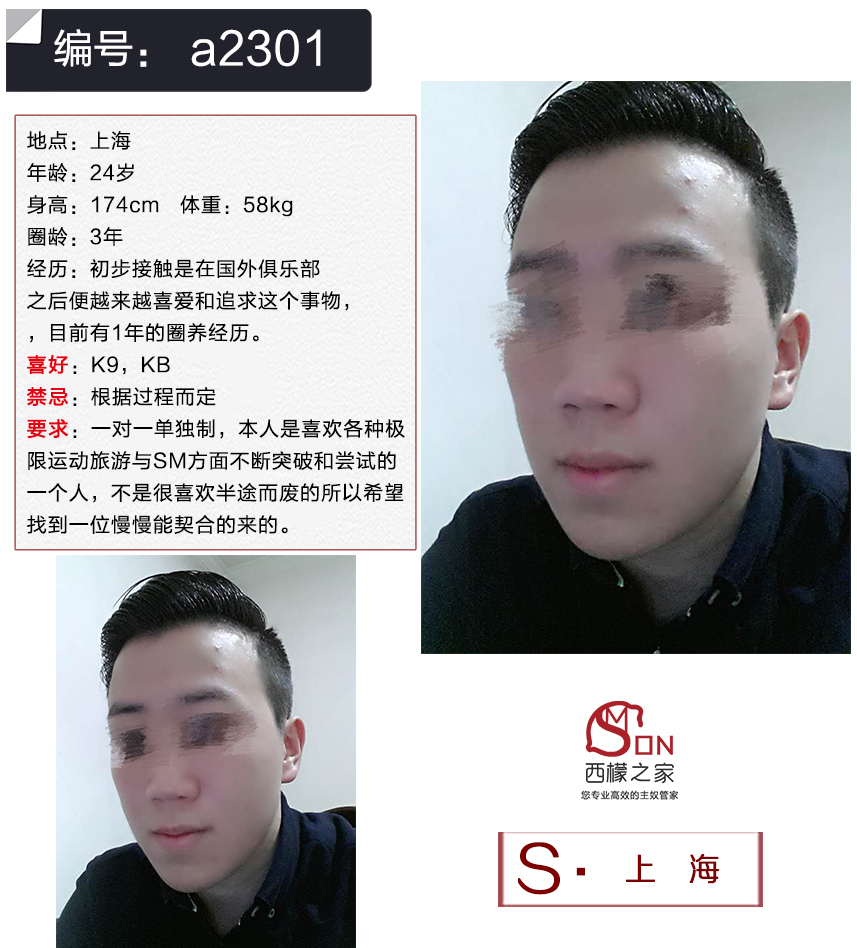 编号： a2301
地点：上海
年龄：24岁
身高：174cm 体重：58kg
圈龄：3年
经历：初步接触是在国外俱乐部
之后便越来越喜爱和追求这个事物，
，目前有1年的圈养经历。
喜好：K9，KB
禁忌：根据过程而定
要求：一对一单独制，本人是喜欢各种极
限运动旅游与SM方面不断突破和尝试的
一个人，不是很喜欢半途而废的所以希望
找到一位慢慢能契合的来的。
SMON
西檬之家
您专业高效的主奴管家
S·上海